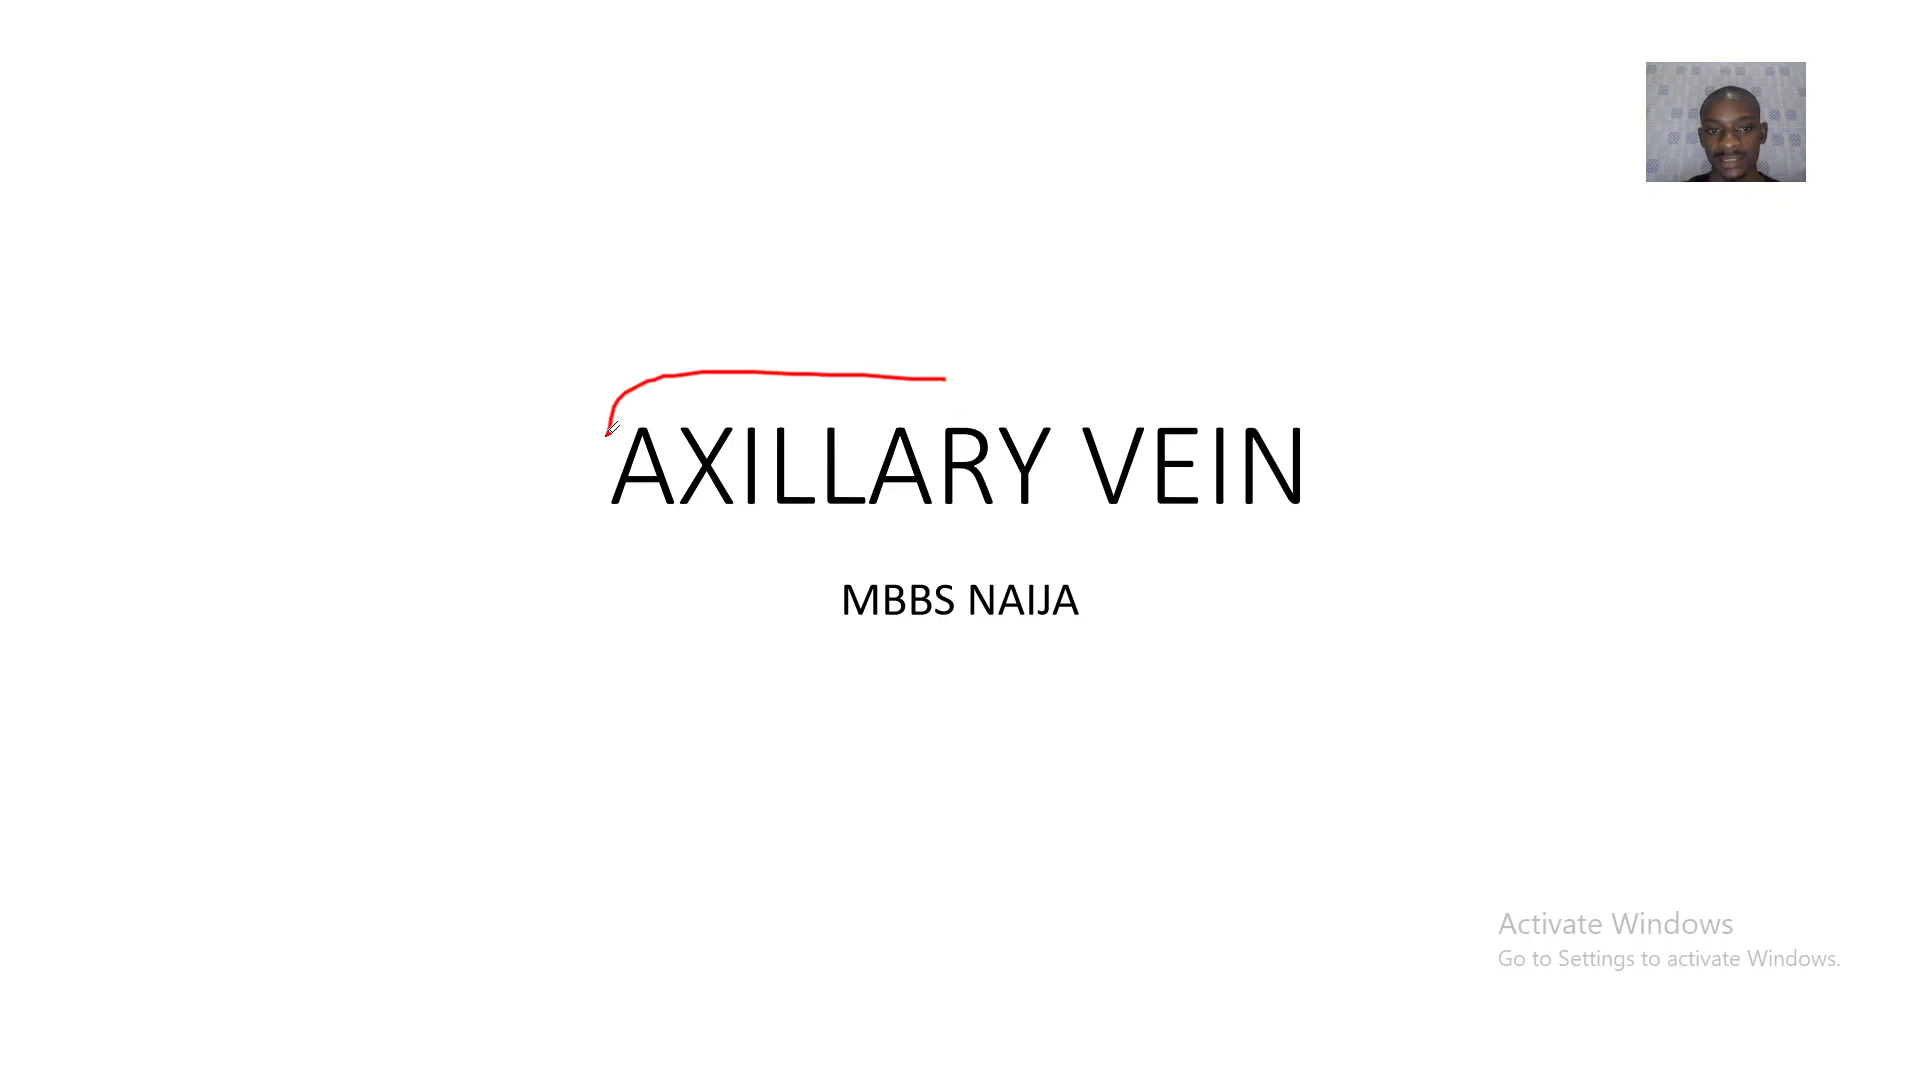 AXILLARY VEIN
MBBS NAIJA
Activate Windows
Go to Settings to activate Windows.